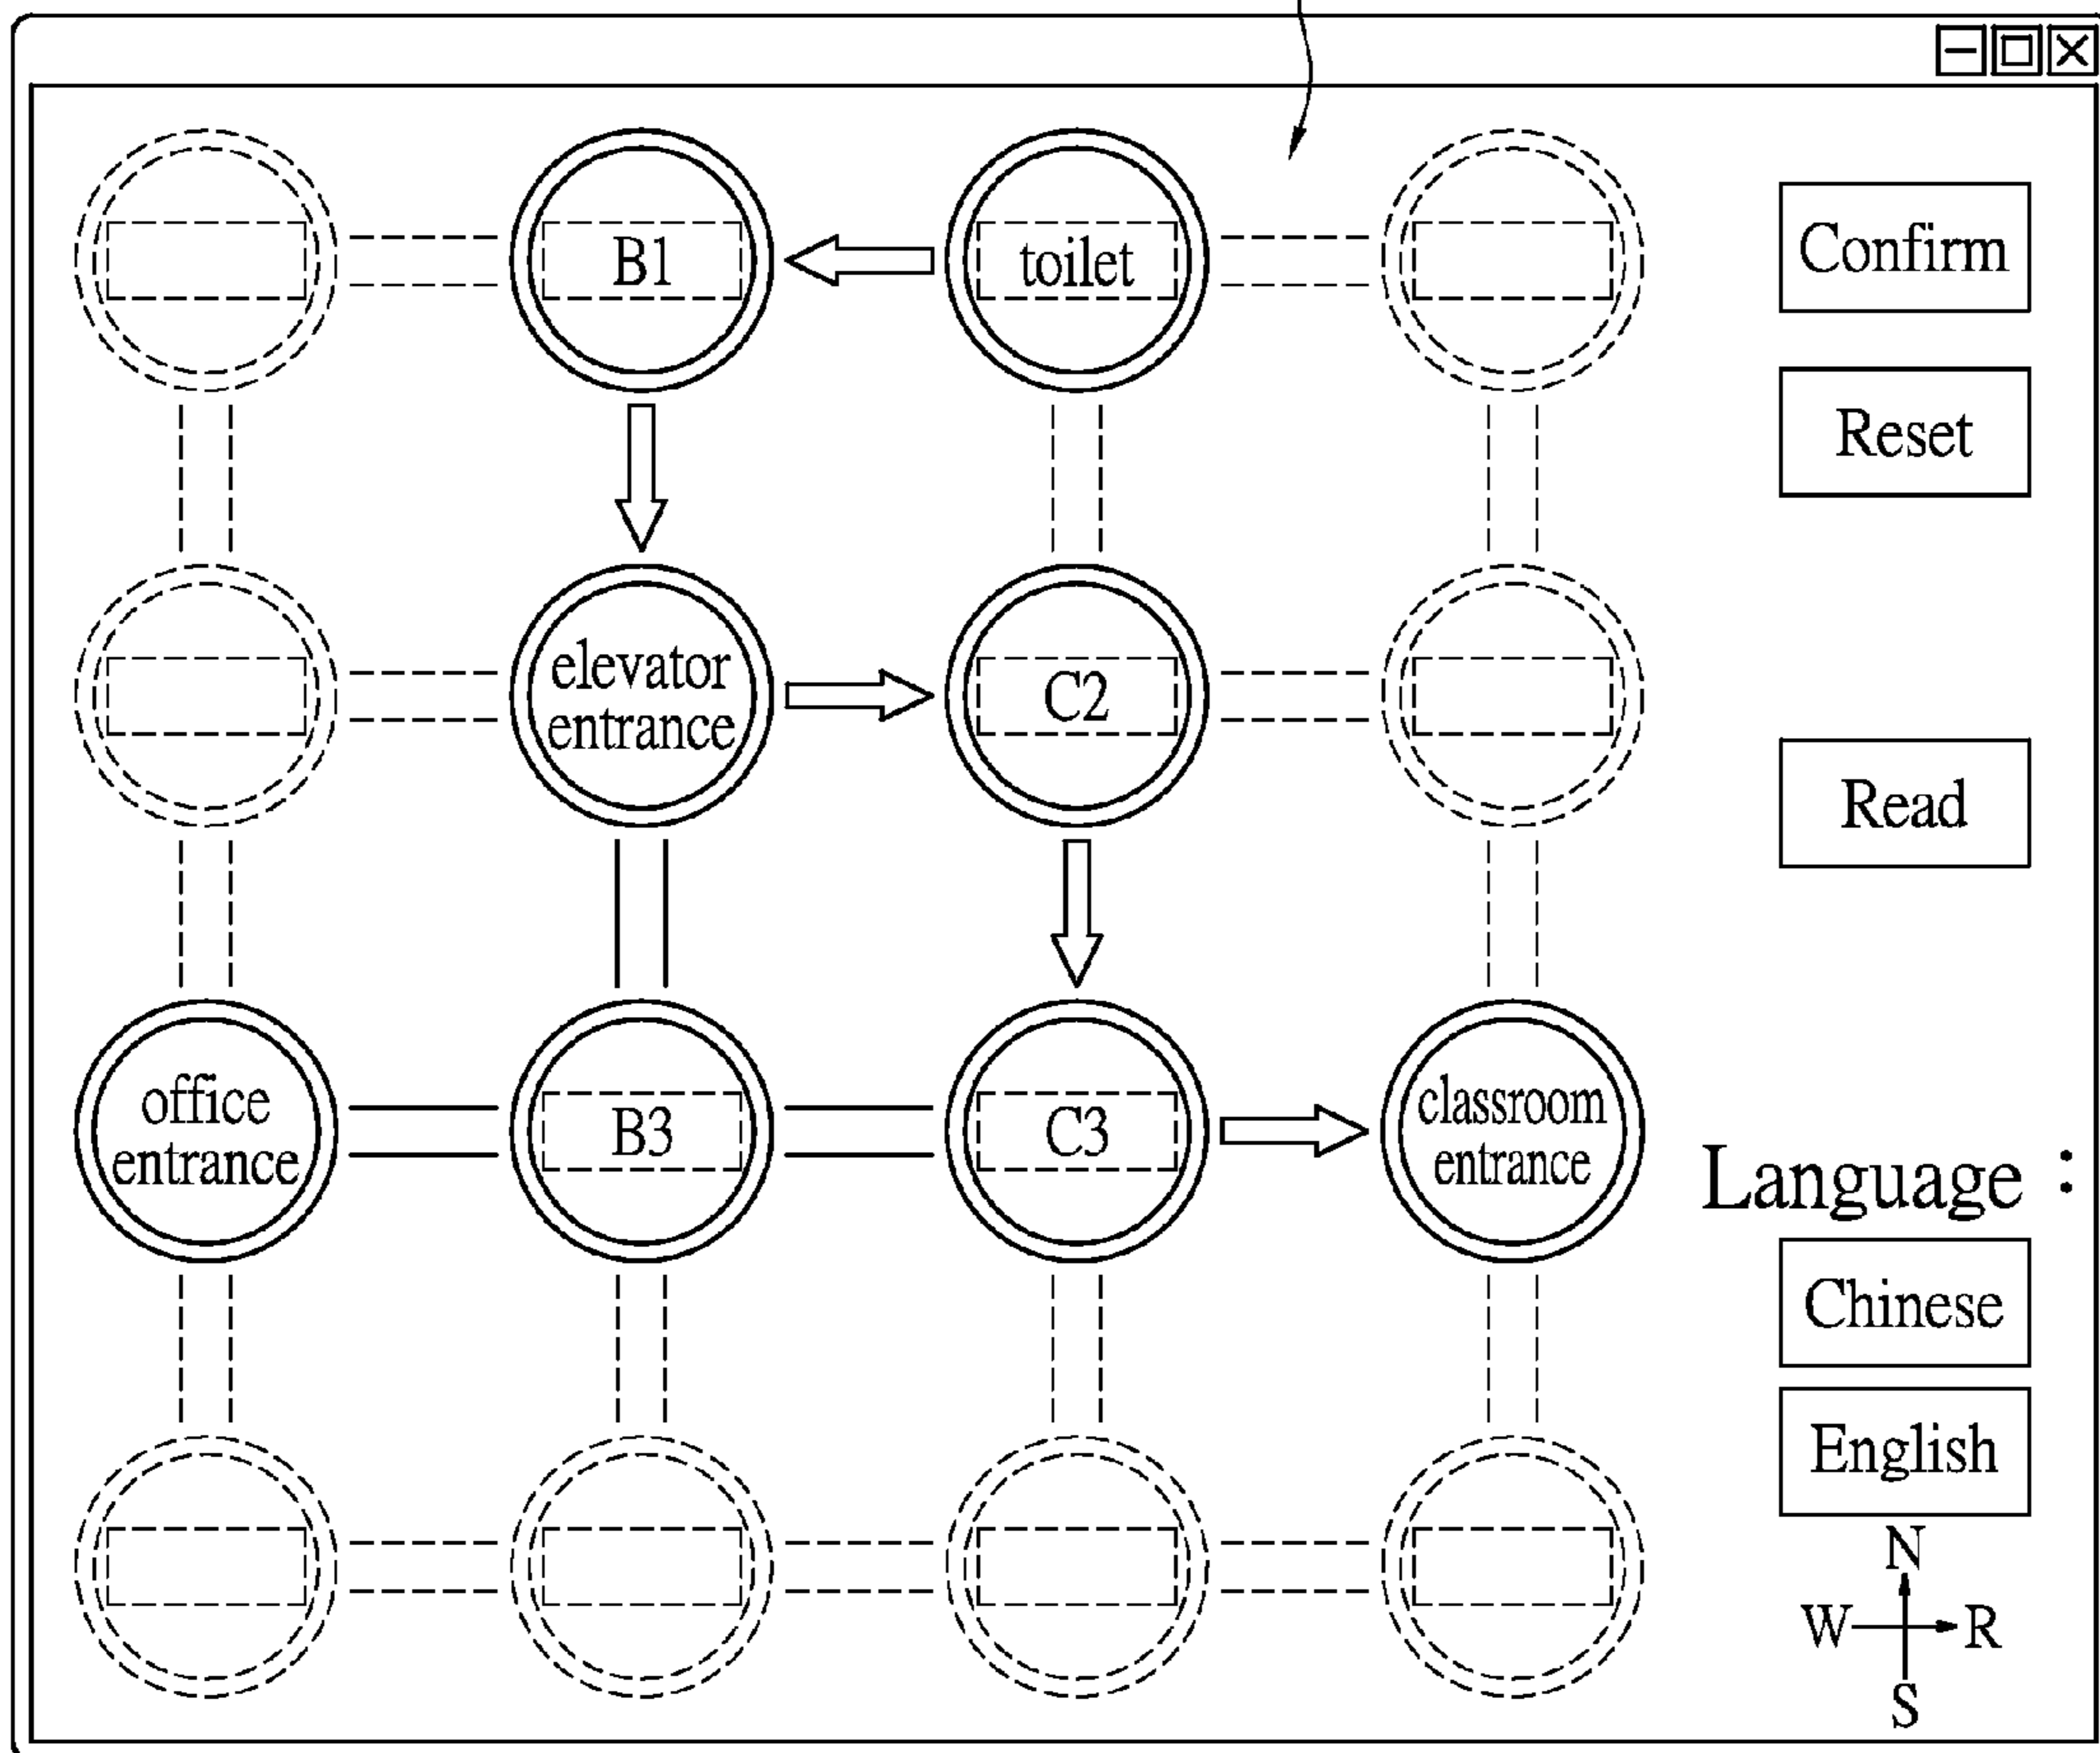 B1
toilet
Confirm
Reset
elevator
entrance
C2
Read
office
entrance
B3
C3
classroom
entrance
Language :
Chinese
English
N
W
R
S